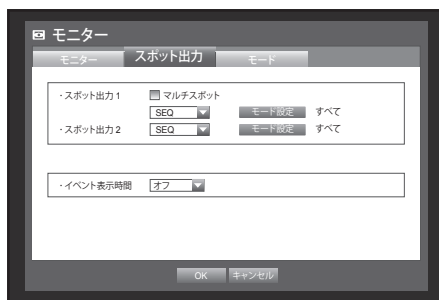 モニター
モニター スポット出力 モード
・スポット出力 1 マルチスポット
SEQ モード設定 すべて
・スポット出力 2 SEQ モード設定 すべて
・イベント表示時間 オフ
OK キャンセル